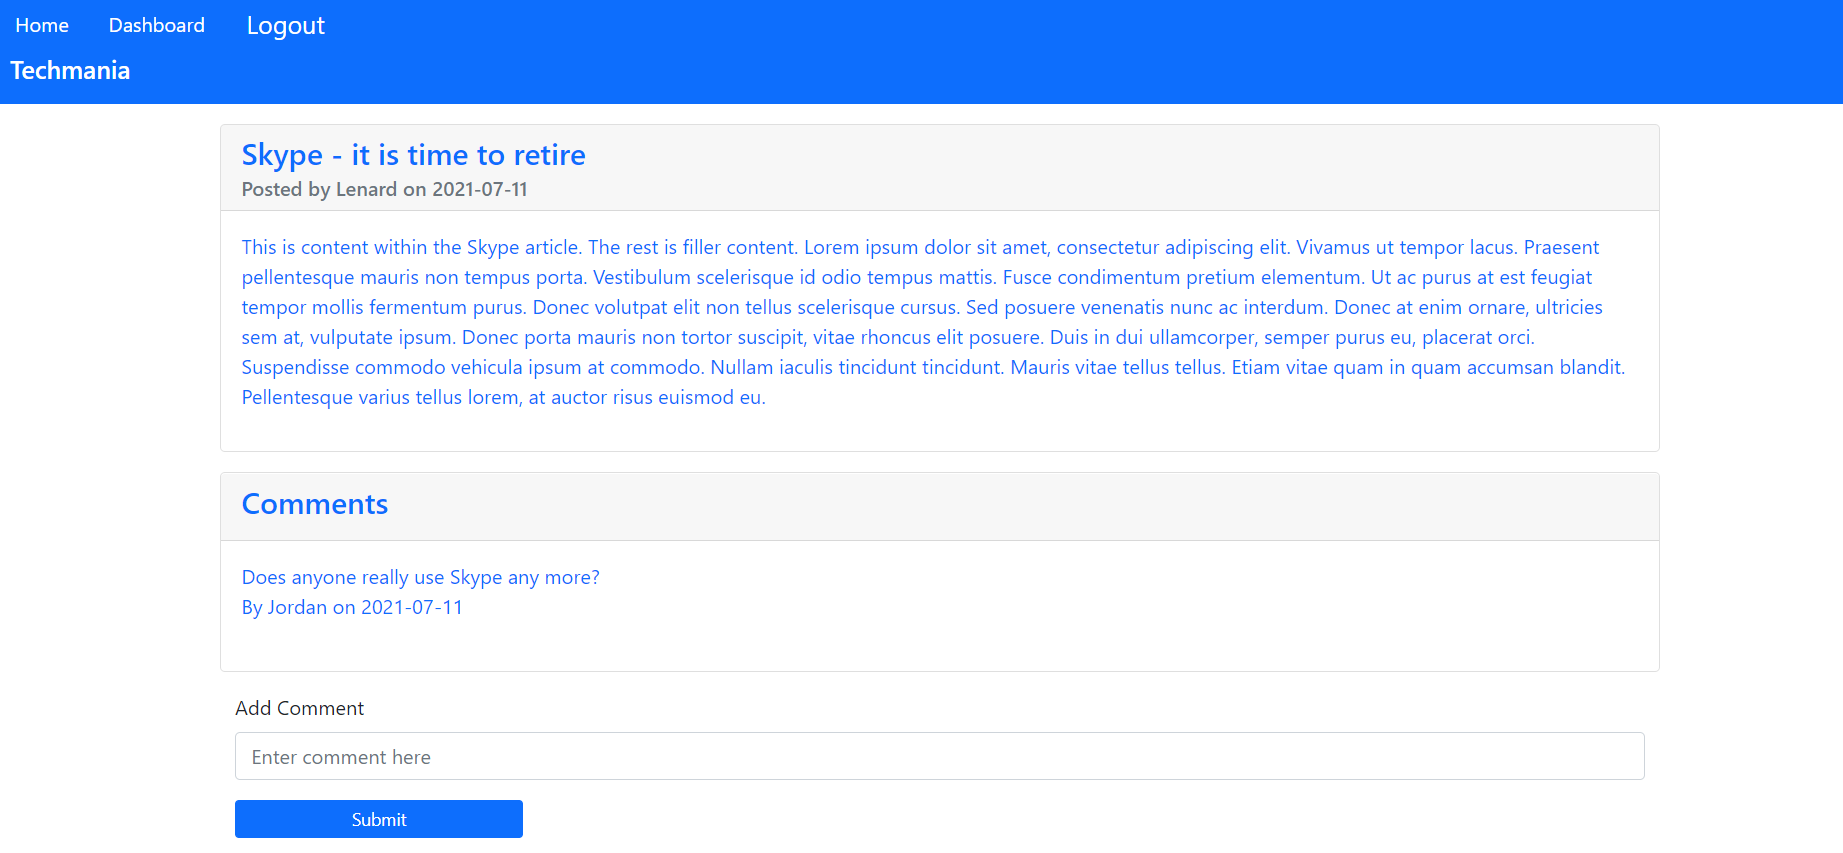 Home Dashboard Logout
Techmania
Skype - it is time to retire
Posted by Lenard on 2021-07-11
This is content within the Skype article. The rest is filler content. Lorem ipsum dolor sit amet, consectetur adipiscing elit. Vivamus ut tempor lacus. Praesent
pellentesque mauris non tempus porta. Vestibulum scelerisque id odio tempus mattis. Fusce condimentum pretium elementum. Ut ac purus at est feugiat
tempor mollis fermentum purus. Donec volutpat elit non tellus scelerisque cursus. Sed posuere venenatis nunc ac interdum. Donec at enim ornare, ultricies
sem at, vulputate ipsum. Donec porta mauris non tortor suscipit, vitae rhoncus elit posuere. Duis in dui ullamcorper, semper purus eu, placerat orci.
Suspendisse commodo vehicula ipsum at commodo. Nullam iaculis tincidunt tincidunt. Mauris vitae tellus tellus. Etiam vitae quam in quam accumsan blandit.
Pellentesque varius tellus lorem, at auctor risus euismod eu.
Comments
Does anyone really use Skype any more?
By Jordan on 2021-07-11
Add Comment
Enter comment here
Submit